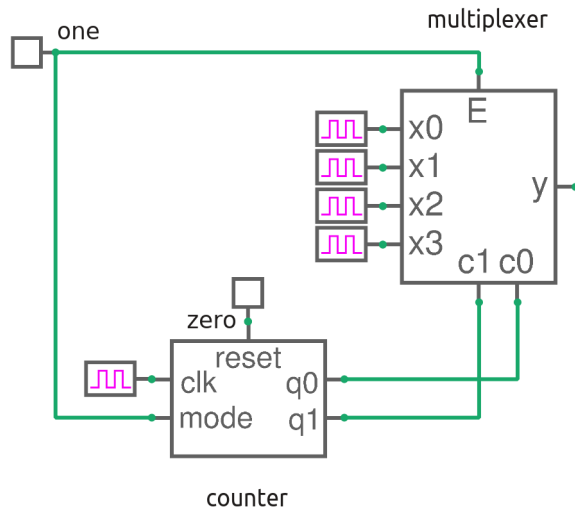 multiplexer
one
E
x0
x1
x2
x3
y
c1 c0
zero
reset
clk
q0
mode
q1
counter